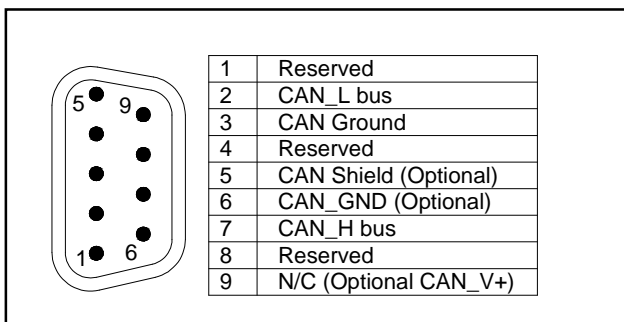 5
9
1
6
1 Reserved
2 CAN_L bus
3 CAN Ground
4 Reserved
5 CAN Shield (Optional)
6 CAN_GND (Optional)
7 CAN_H bus
8 Reserved
9 N/C (Optional CAN_V+)